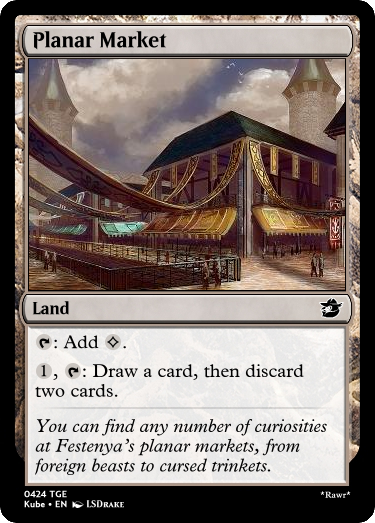 Planar Market
Land
: Add .
1, : Draw a card, then discard
two cards.
You can find any number of curiosities
at Festenya's planar markets, from
foreign beasts to cursed trinkets.
0424 TGE
Kube • EN LSDrake
*Rawr*